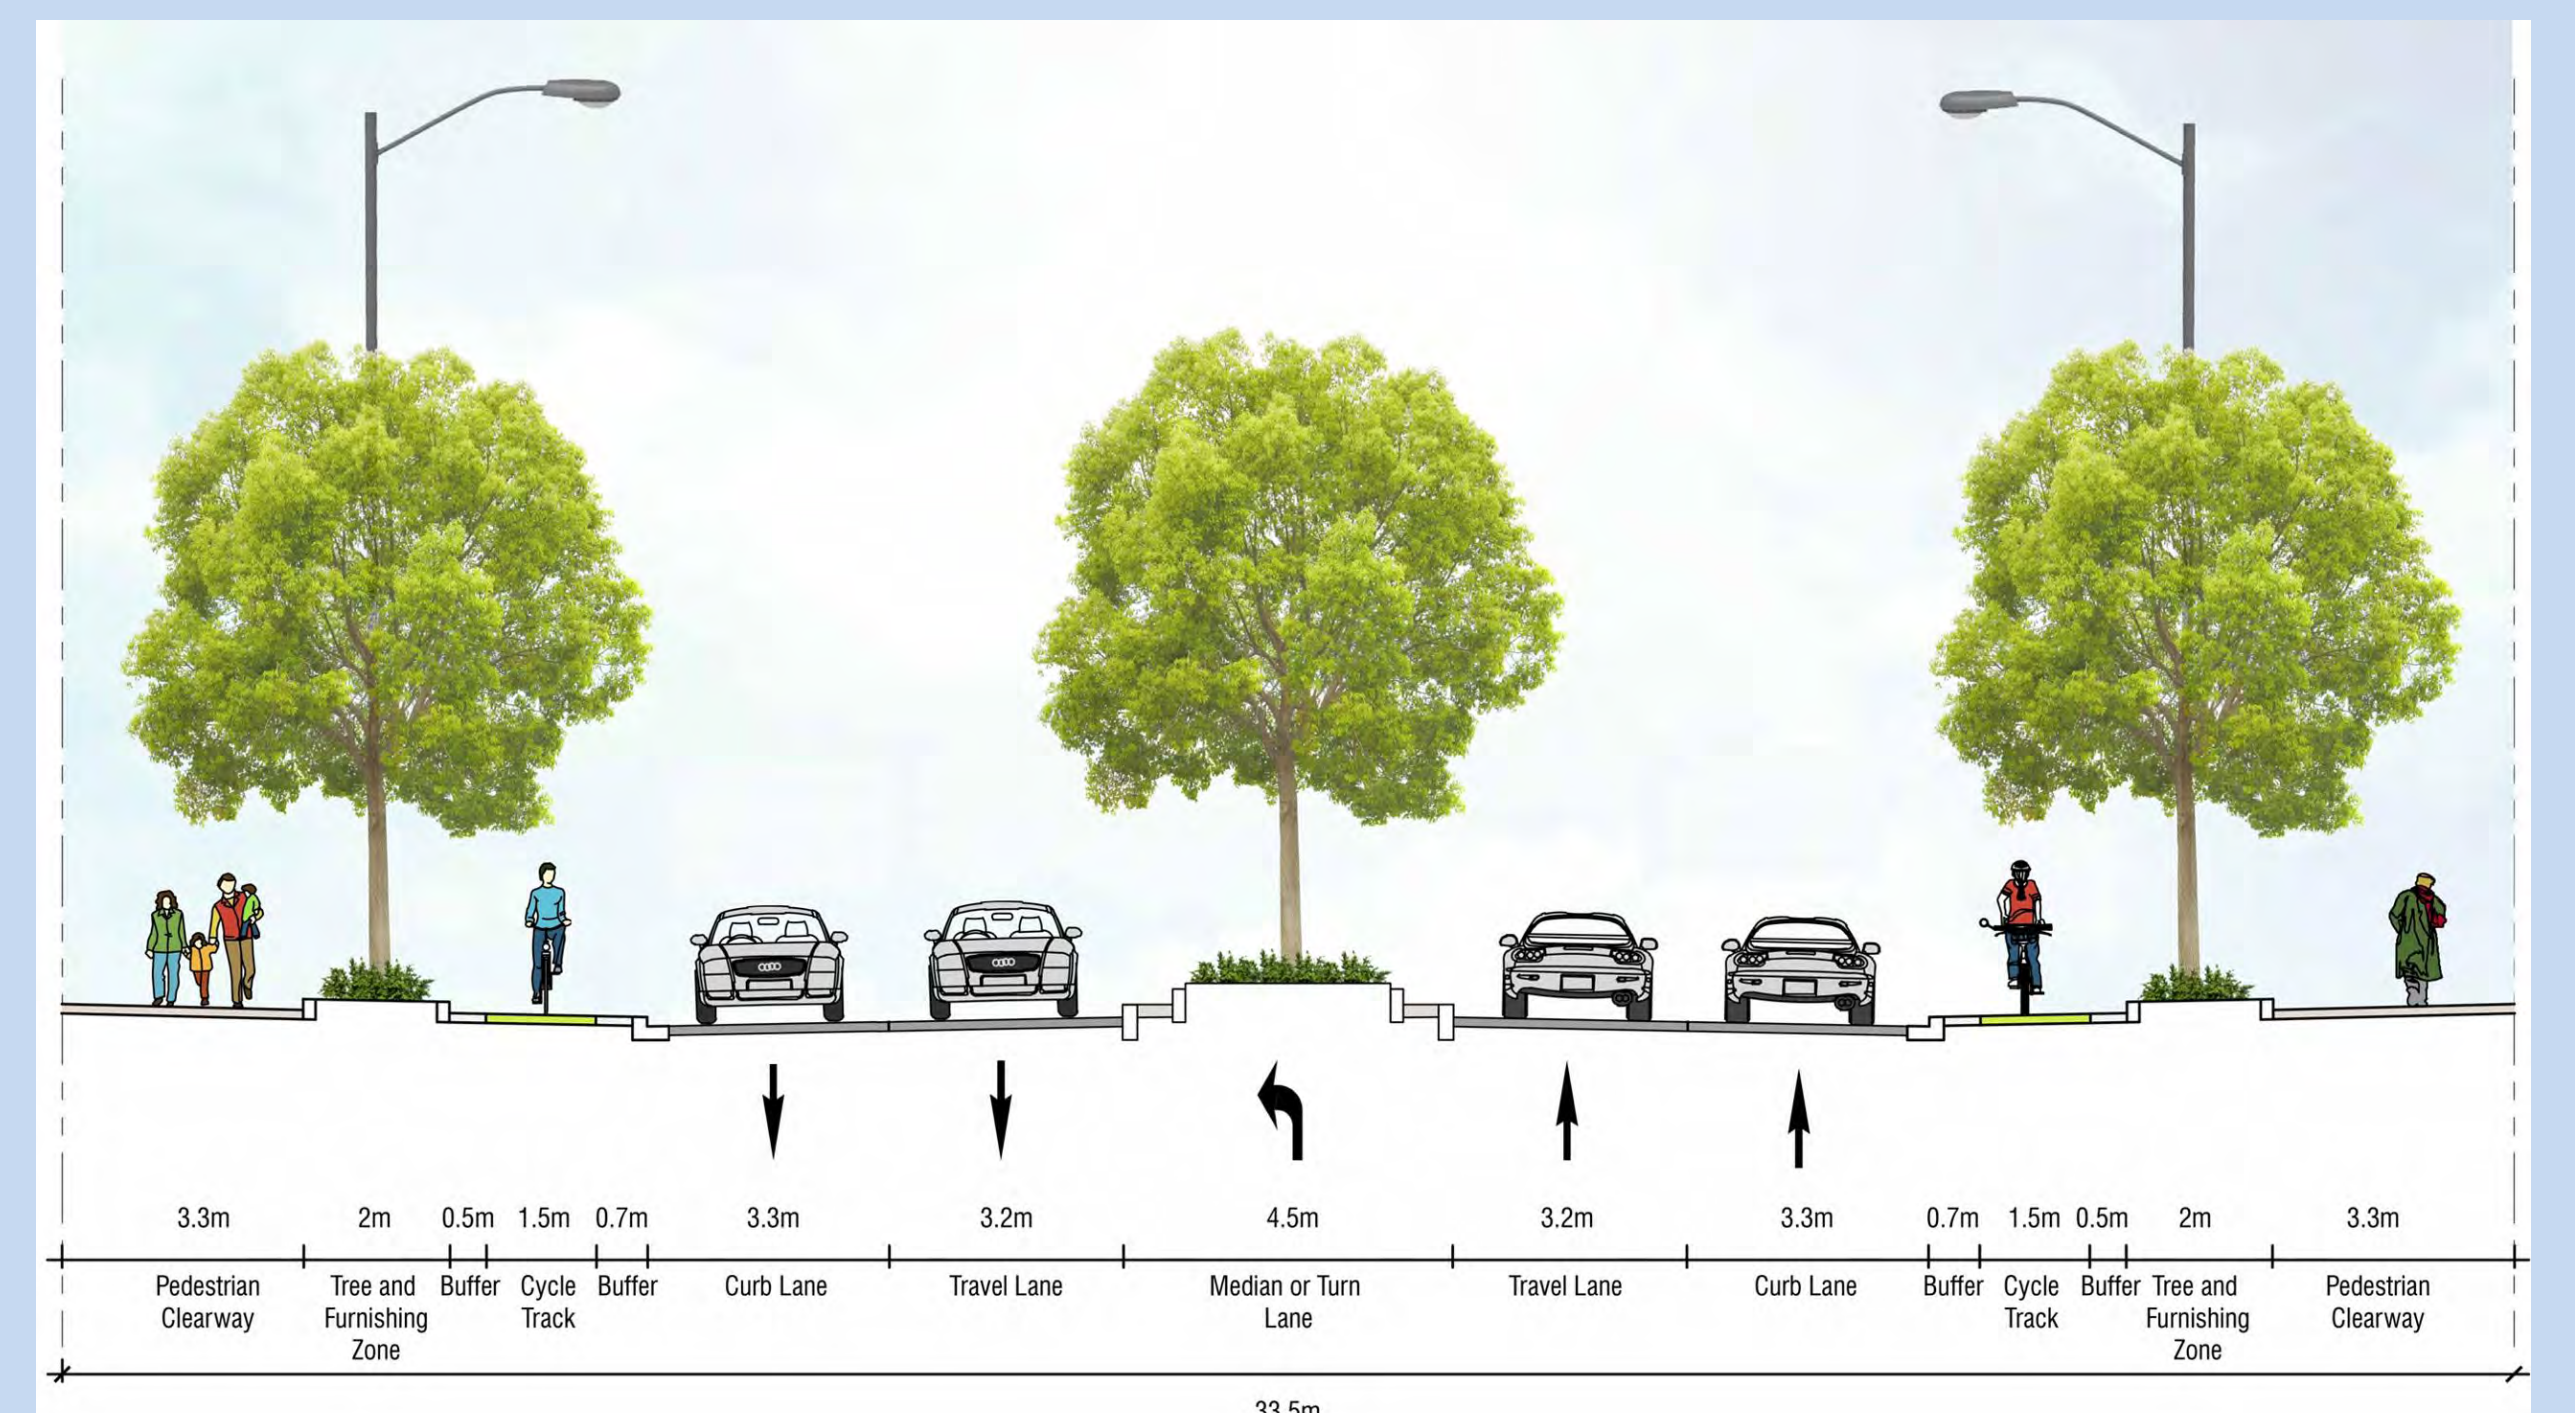 3.3m 2m 0.5m 1.5m 0.7m 3.3m 3.2m 4.5m 3.2m 3.3m 0.7m 1.5m 0.5m 2m 3.3m
Pedestrian Tree and Buffer Cycle Buffer Curb Lane Travel Lane Median or Turn Travel Lane Curb Lane Buffer Cycle Buffer Tree and Pedestrian
Clearway Furnishing Track Lane Track Furnishing Clearway
Zone Zone
33.5m